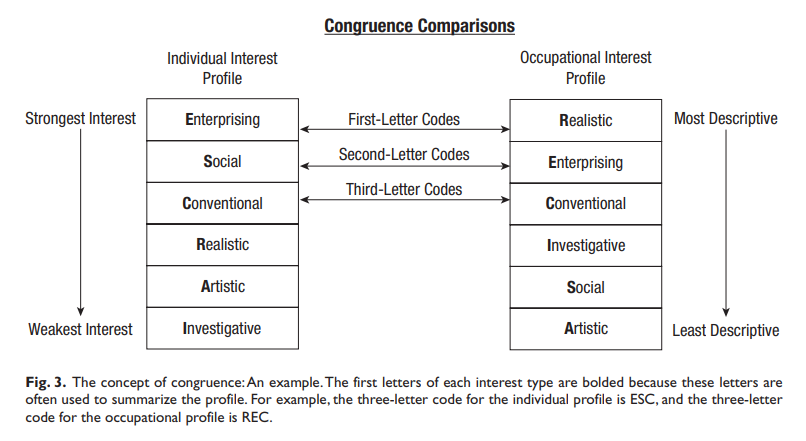 Congruence Comparisons
Individual Interest
Profile
Occupational Interest
Profile
Strongest Interest
Enterprising
First-Letter Codes
Realistic
Most Descriptive
Social
Second-Letter Codes
Enterprising
Conventional
Third-Letter Codes
Conventional
Realistic
Investigative
Artistic
Social
Weakest Interest
Investigative
Artistic
Least Descriptive
Fig. 3. The concept of congruence: An example. The first letters of each interest type are bolded because these letters are
often used to summarize the profile. For example, the three-letter code for the individual profile is ESC, and the three-letter
code for the occupational profile is REC.